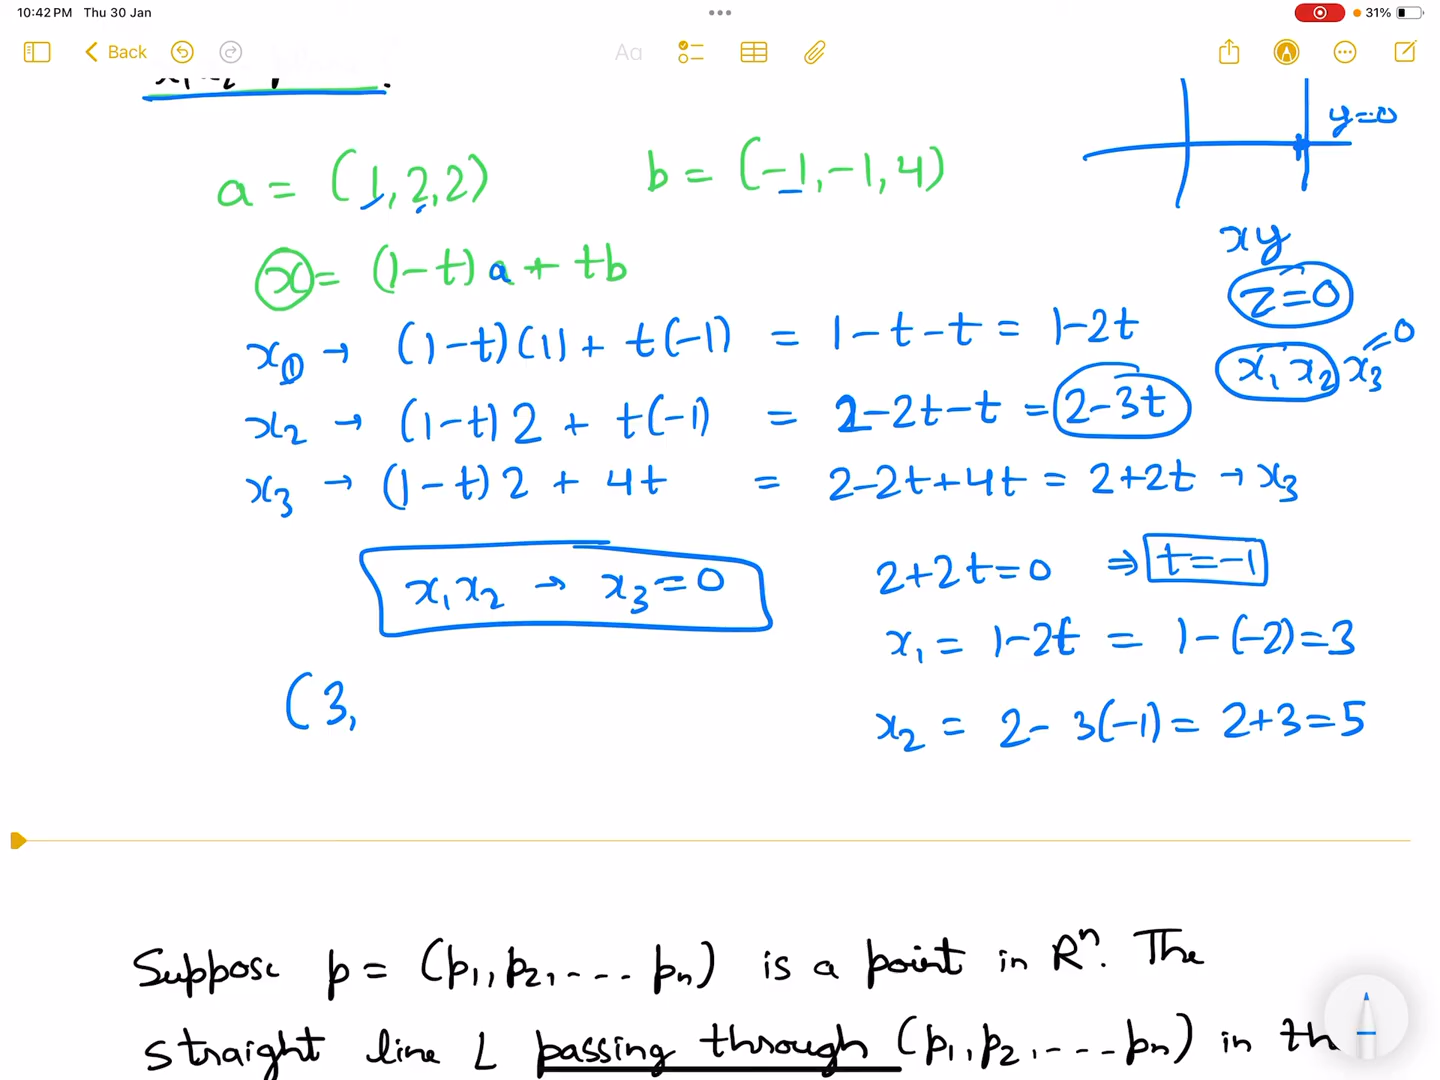 10:42 PM Thu 30 Jan
31%
Back
Aa
x₁x₂
y=0
a = (1,2,2) b = (-1,-1,4)
xy
x = (1-t)a + tb
z=0
x₁ → (1-t)(1) + t(-1) = 1-t-t = 1-2t
x₁ x₂ x₃=0
x₂ → (1-t)2 + t(-1) = 2-2t-t = 2-3t
x₃ → (1-t)2 + 4t = 2-2t+4t = 2+2t → x₃
x₁x₂ → x₃=0
2+2t=0 ⇒ t=-1
x₁ = 1-2t = 1-(-2)=3
(3,
x₂ = 2- 3(-1) = 2+3=5
Suppose p = (p₁, p₂, .... pₙ) is a point in Rⁿ. The
straight line L passing through (p₁, p₂, .... pₙ) in th